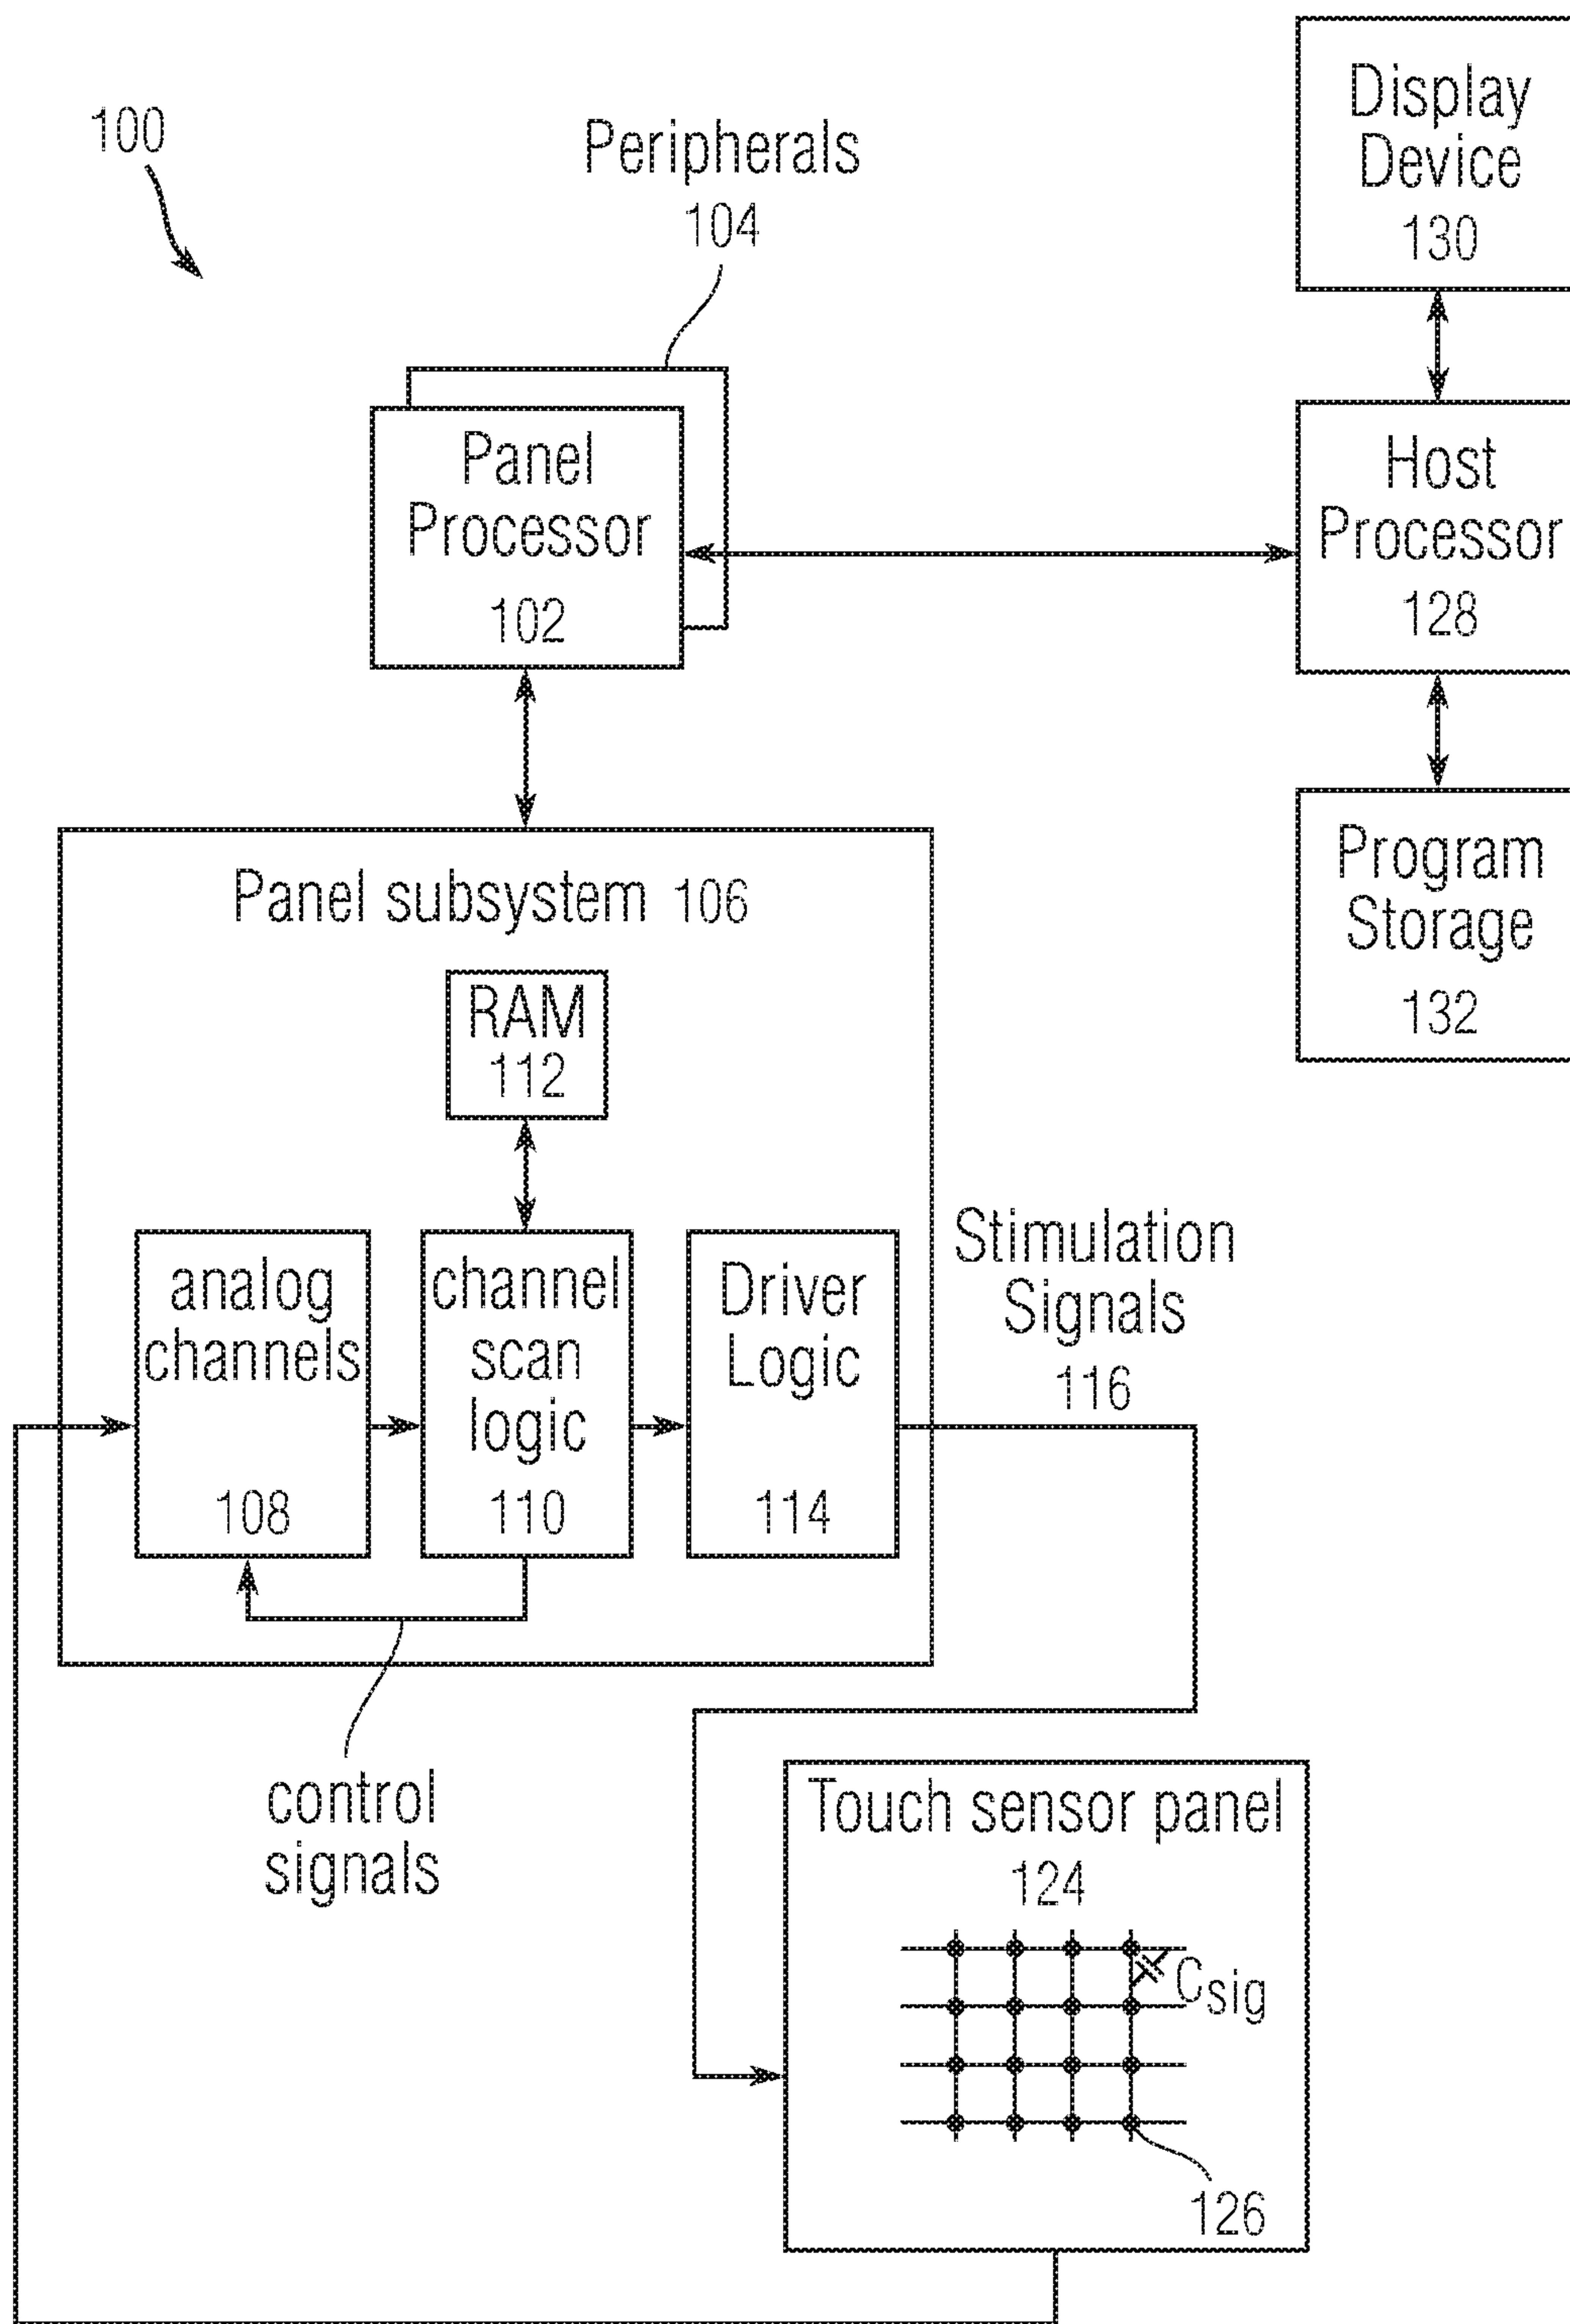 100
Peripherals
104
Display
Device
130
Panel
Processor
102
Host
Processor
128
Program
Storage
132
Panel subsystem 106
RAM
112
analog
channels
108
channel
scan
logic
110
Driver
Logic
114
Stimulation
Signals
116
control
signals
Touch sensor panel
124
Csig
126